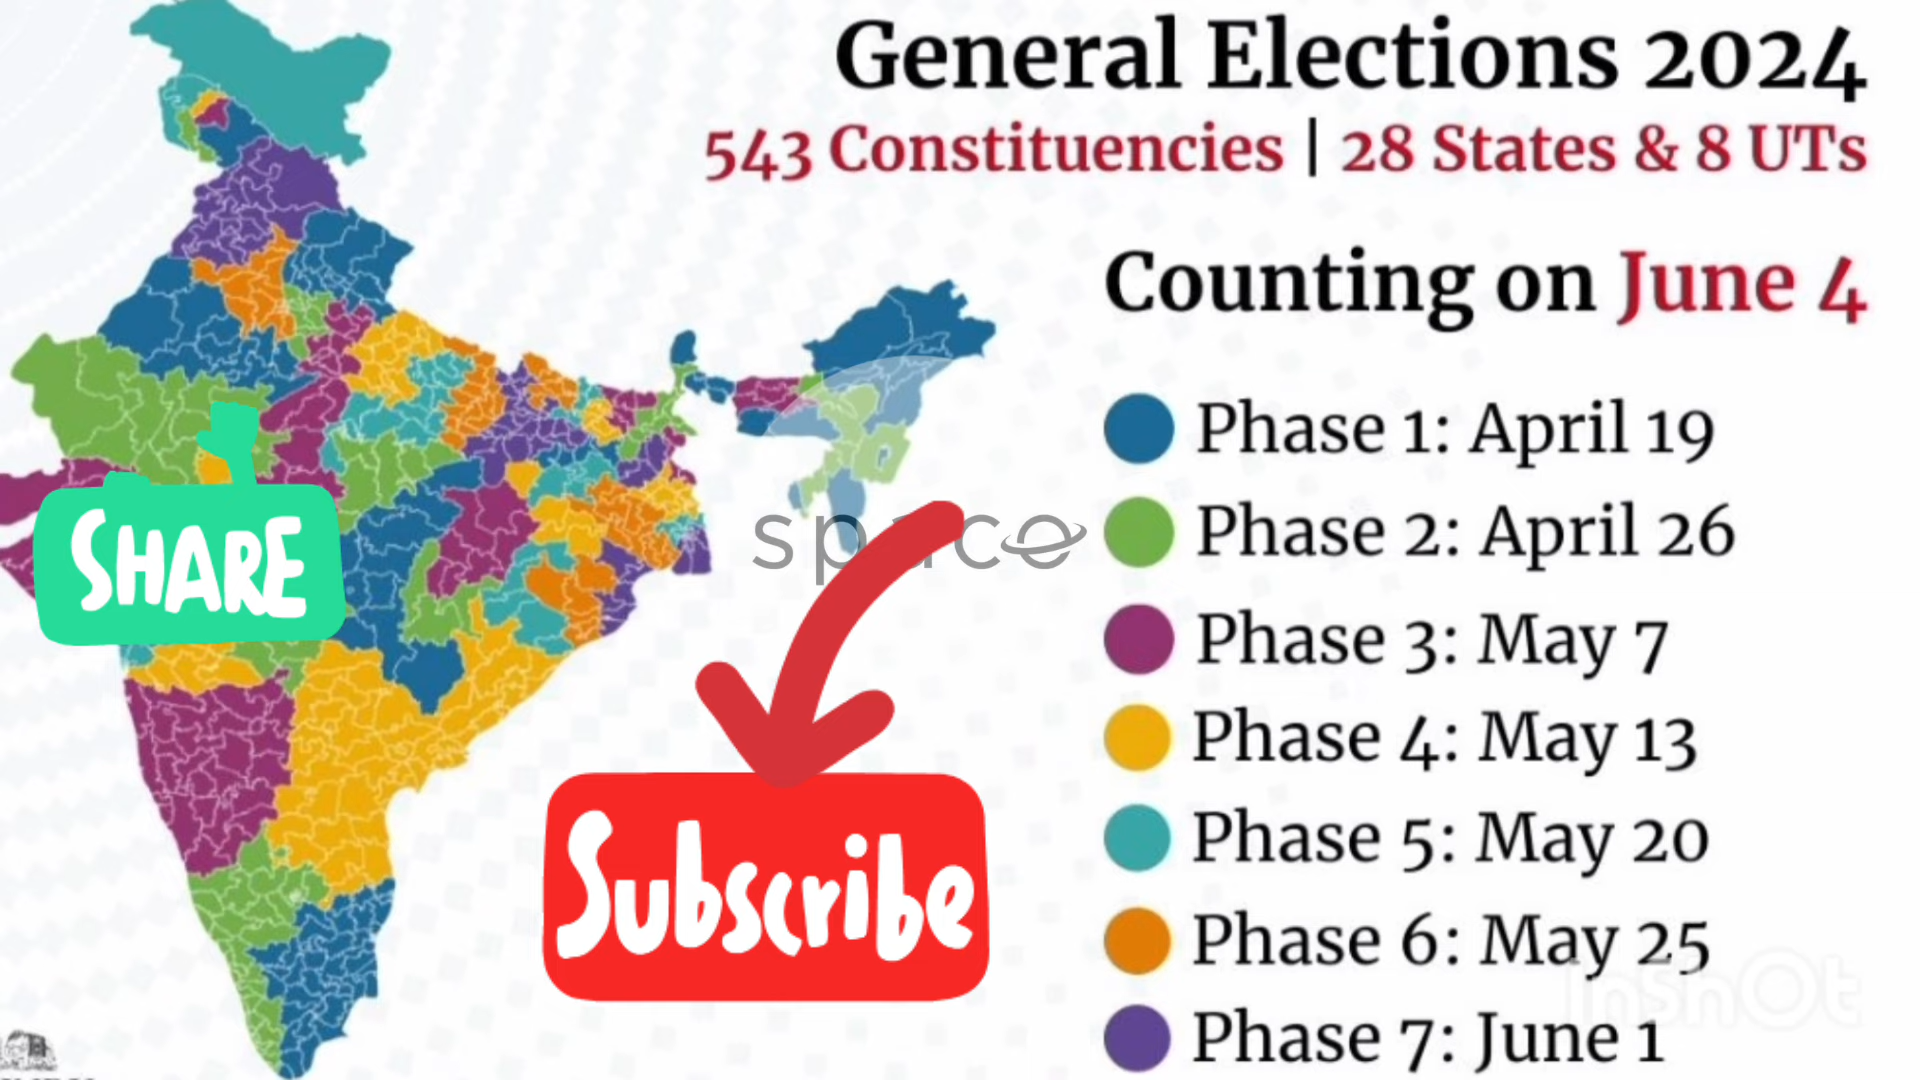 General Elections 2024
543 Constituencies | 28 States & 8 UTs
Counting on June 4
Phase 1: April 19
Phase 2: April 26
Phase 3: May 7
Phase 4: May 13
Phase 5: May 20
Phase 6: May 25
Phase 7: June 1
SHARE
space
Subscribe
InShOt